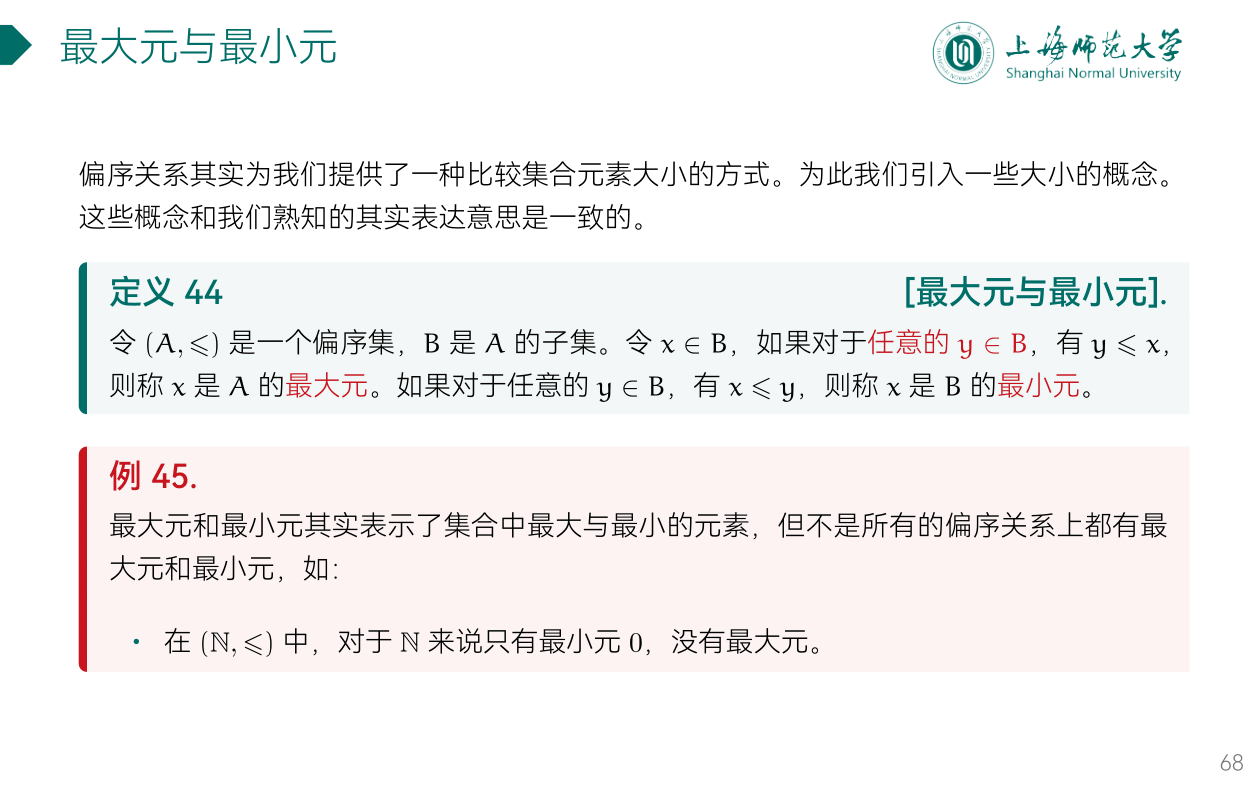 最大元与最小元
上海师范大学
Shanghai Normal University
偏序关系其实为我们提供了一种比较集合元素大小的方式。为此我们引入一些大小的概念。
这些概念和我们熟知的其实表达意思是一致的。
定义 44 [最大元与最小元].
令 (A,⩽) 是一个偏序集，B 是 A 的子集。令 x ∈ B，如果对于任意的 y ∈ B，有 y ⩽ x，
则称 x 是 A 的最大元。如果对于任意的 y ∈ B，有 x ⩽ y，则称 x 是 B 的最小元。
例 45.
最大元和最小元其实表示了集合中最大与最小的元素，但不是所有的偏序关系上都有最
大元和最小元，如：
• 在 (ℕ,⩽) 中，对于 ℕ 来说只有最小元 0，没有最大元。
68